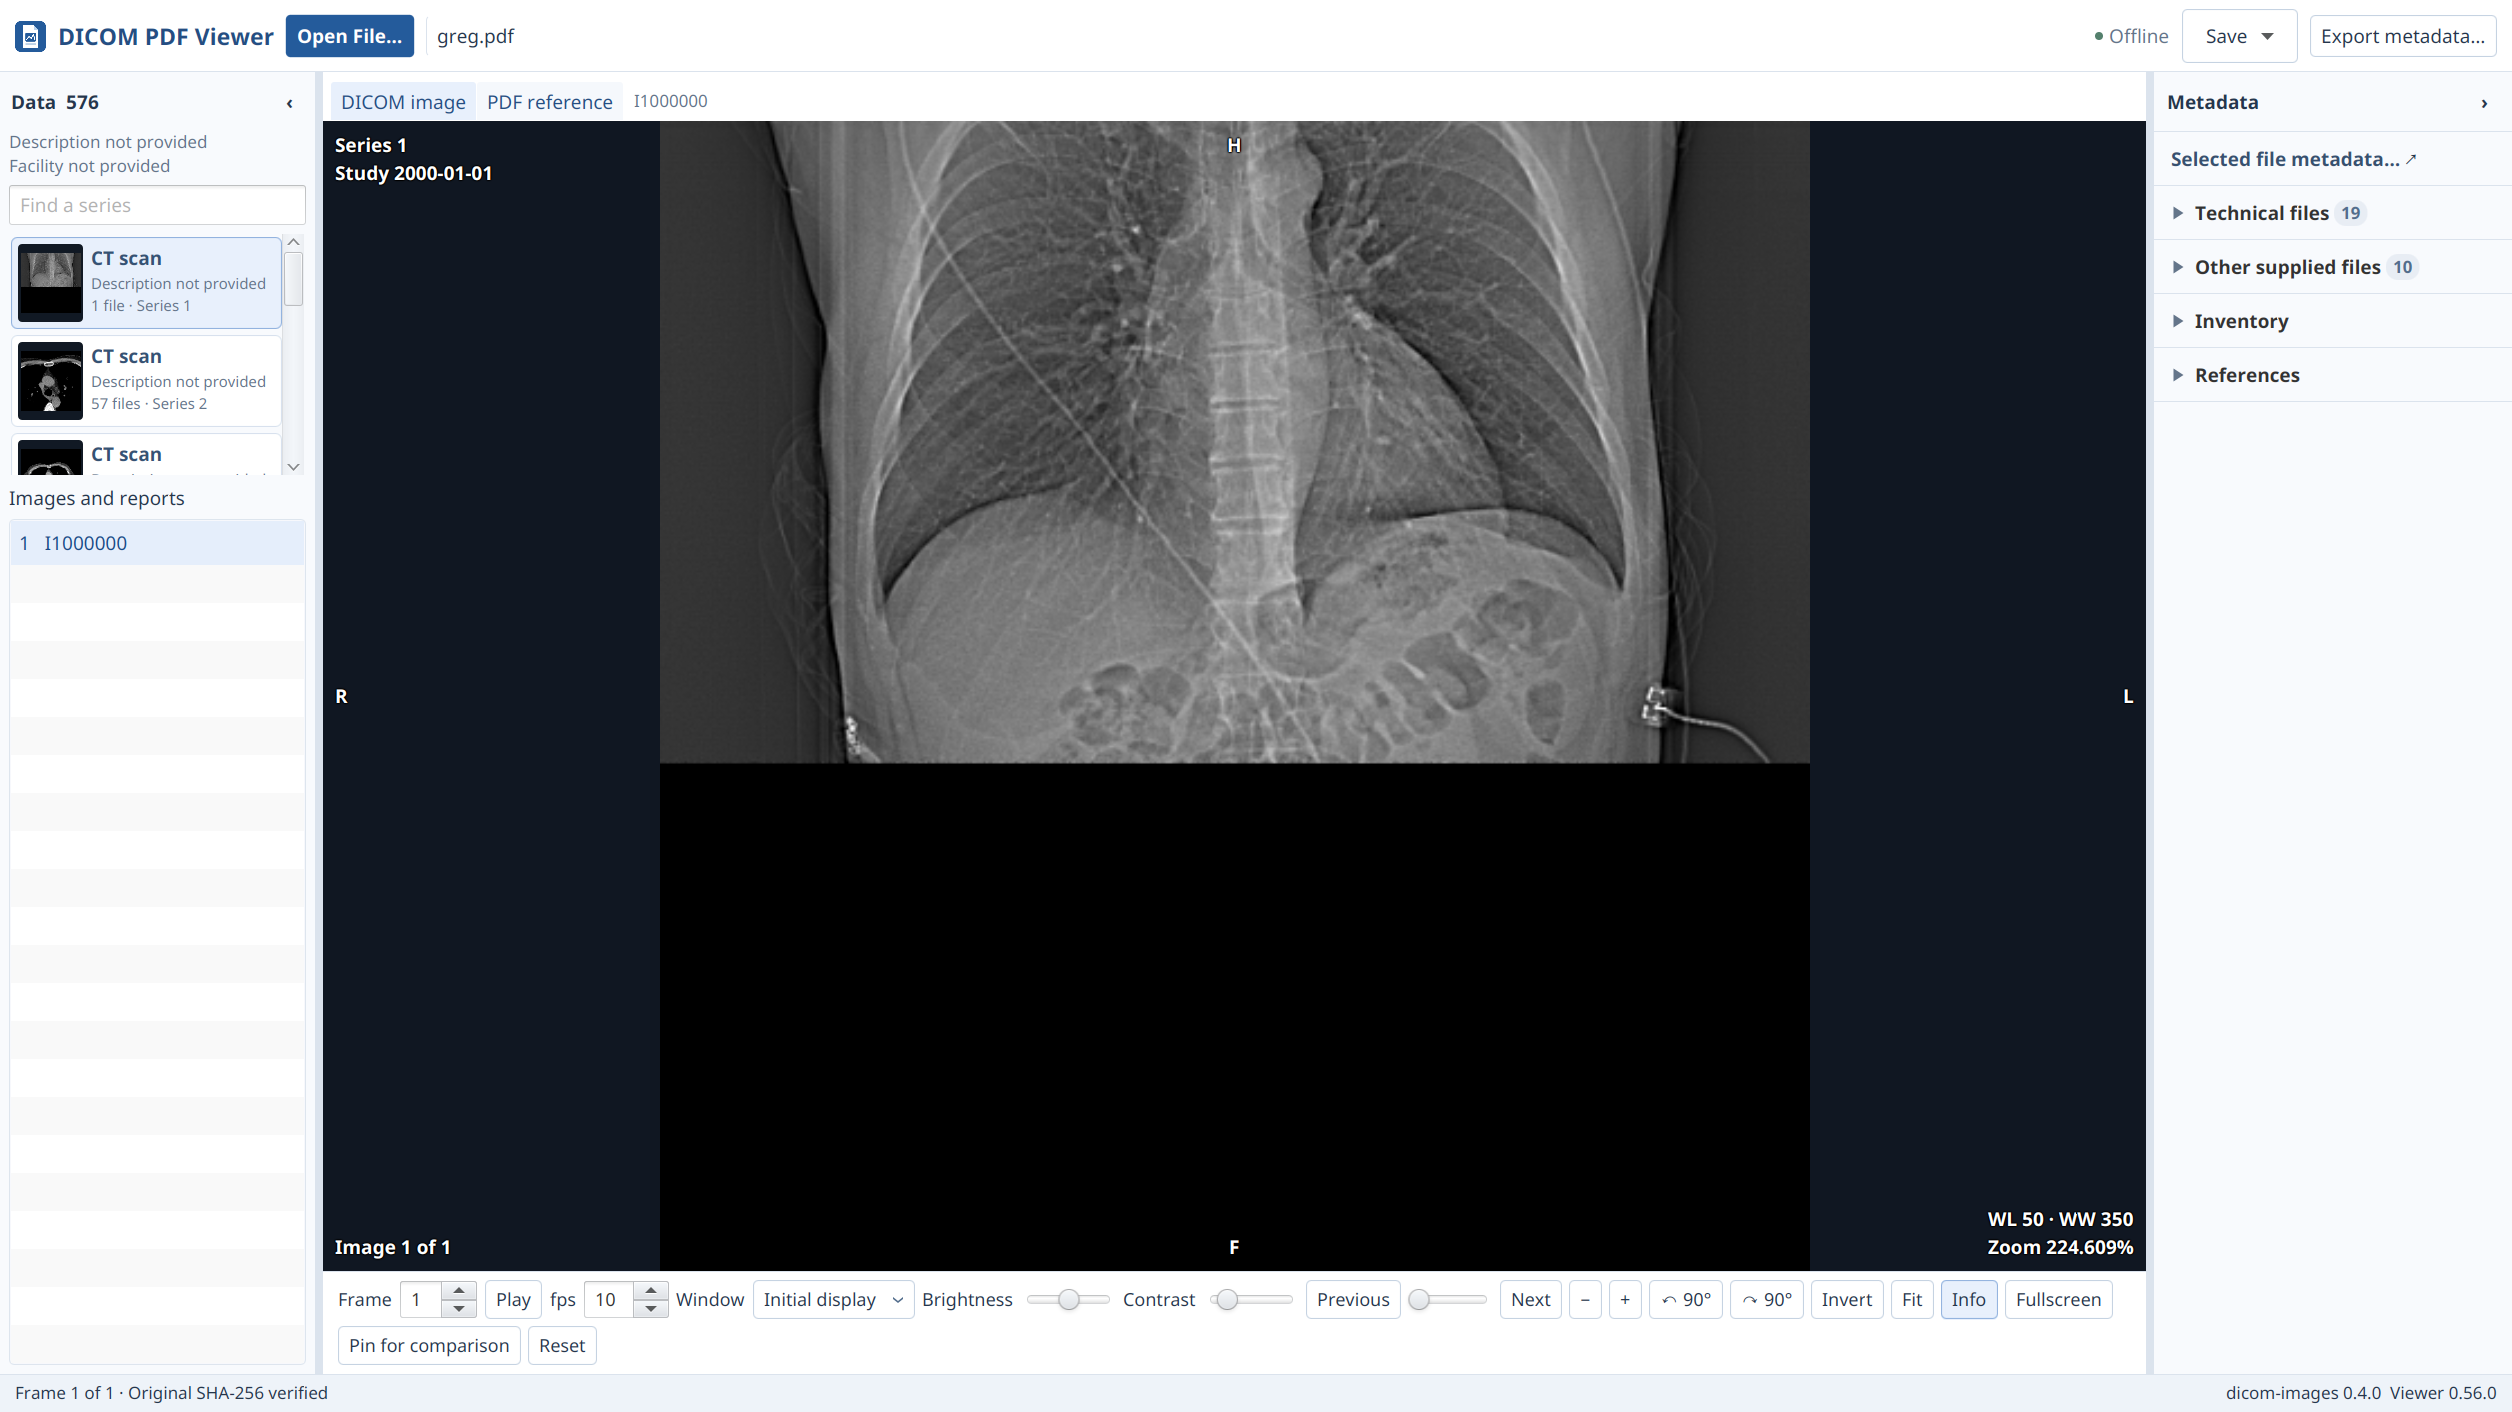 DICOM PDF Viewer
Open File...
greg.pdf
Offline
Save
Export metadata...
Data 576
‹
Description not provided
Facility not provided
Find a series
CT scan
Description not provided
1 file · Series 1
CT scan
Description not provided
57 files · Series 2
CT scan
Images and reports
1 I1000000
DICOM image
PDF reference
I1000000
Series 1
Study 2000-01-01
H
R
L
F
Image 1 of 1
WL 50 · WW 350
Zoom 224.609%
Frame 1 Play fps 10 Window Initial display Brightness Contrast Previous Next − + ↶ 90° ↷ 90° Invert Fit Info Fullscreen
Pin for comparison Reset
Metadata
›
Selected file metadata... ↗
Technical files 19
Other supplied files 10
Inventory
References
Frame 1 of 1 · Original SHA-256 verified
dicom-images 0.4.0 Viewer 0.56.0